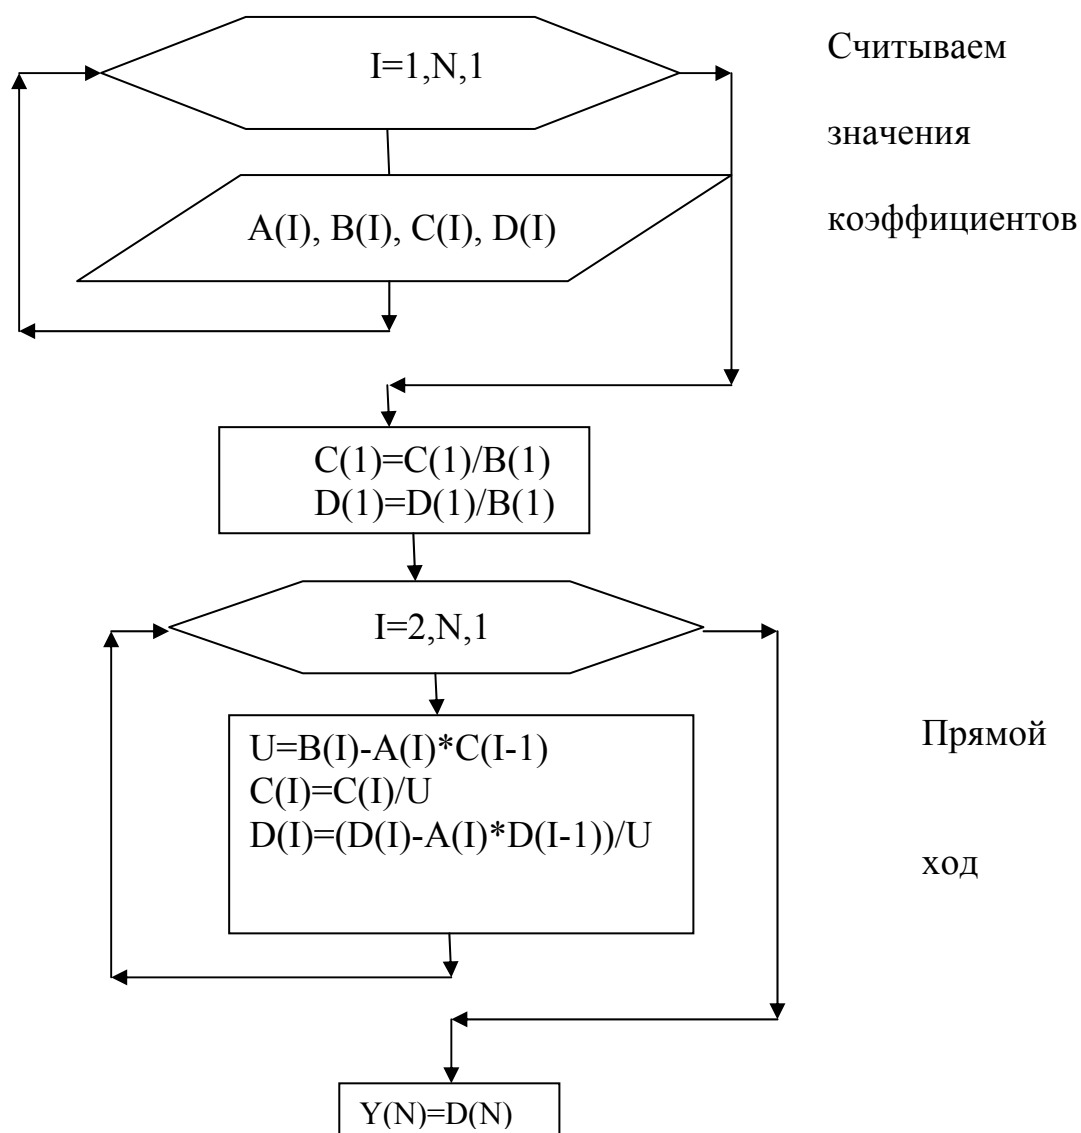 I=1,N,1
Считываем
значения
коэффициентов
A(I), B(I), C(I), D(I)
C(1)=C(1)/B(1)
D(1)=D(1)/B(1)
I=2,N,1
U=B(I)-A(I)*C(I-1)
C(I)=C(I)/U
D(I)=(D(I)-A(I)*D(I-1))/U
Прямой
ход
Y(N)=D(N)